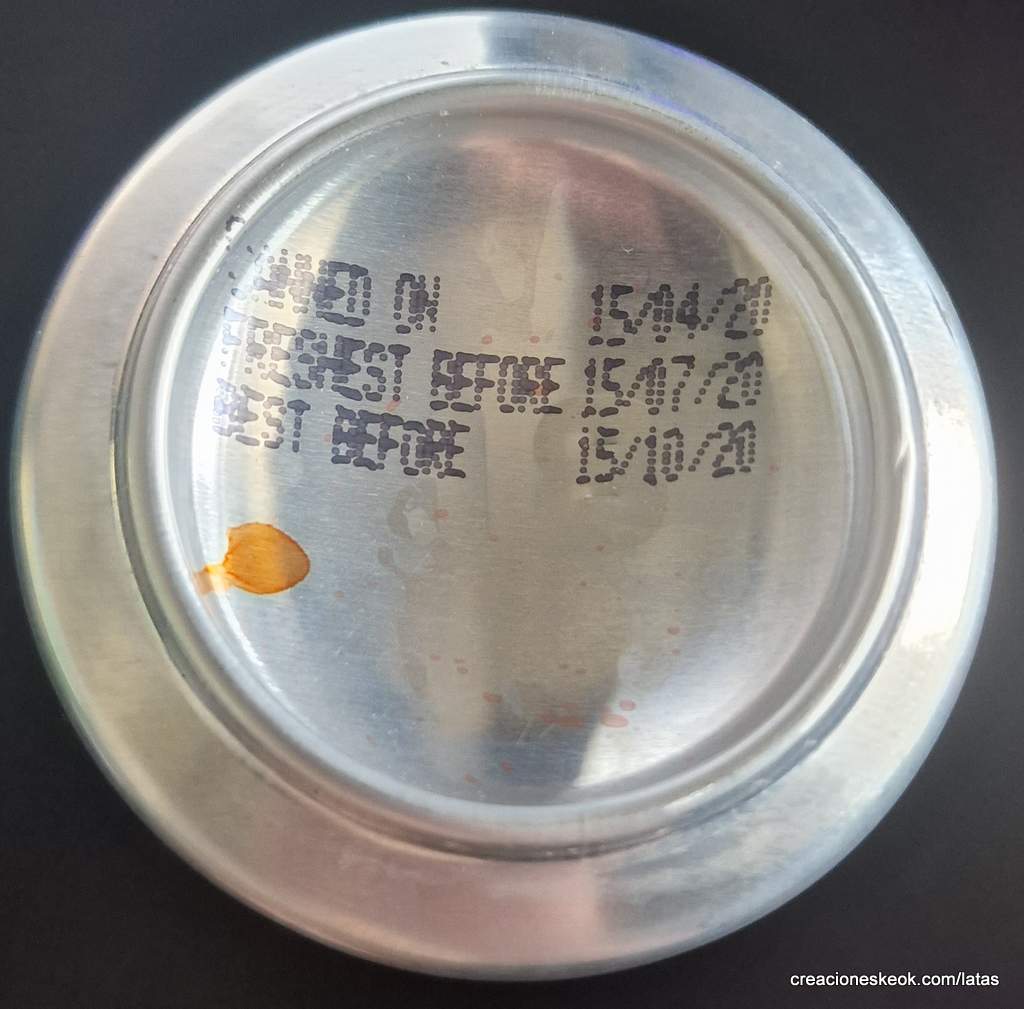 CANNED ON 15/04/20
FRESHEST BEFORE 15/07/20
BEST BEFORE 15/10/20
creacioneskeok.com/latas